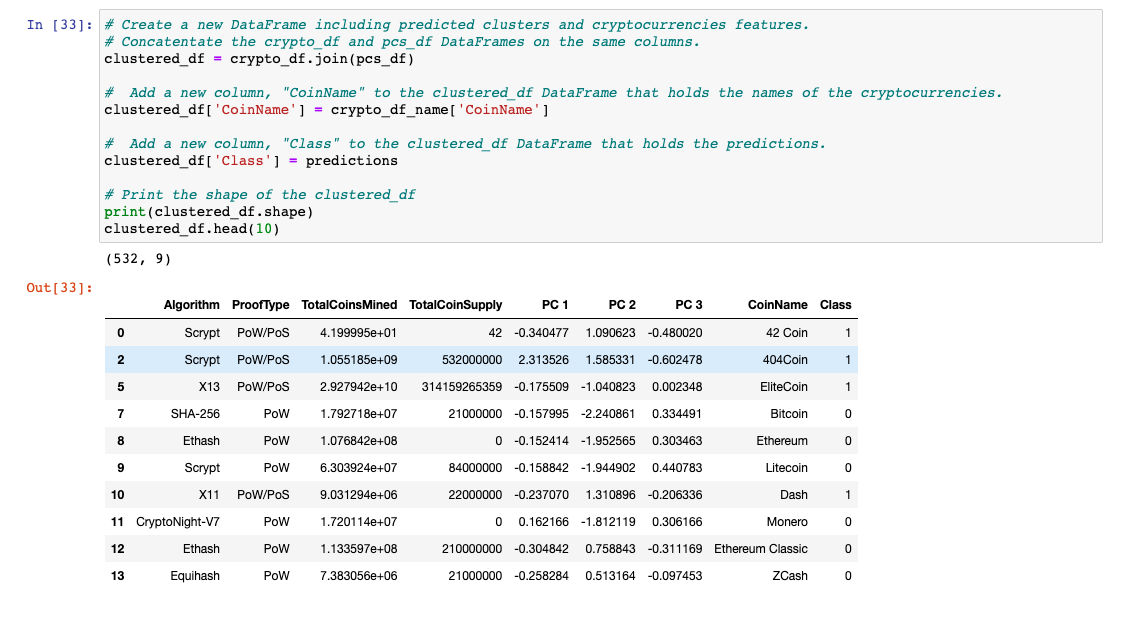 In [33]: # Create a new DataFrame including predicted clusters and cryptocurrencies features.
# Concatentate the crypto_df and pcs_df DataFrames on the same columns.
clustered_df = crypto_df.join(pcs_df)
#  Add a new column, "CoinName" to the clustered_df DataFrame that holds the names of the cryptocurrencies.
clustered_df['CoinName'] = crypto_df_name['CoinName']
#  Add a new column, "Class" to the clustered_df DataFrame that holds the predictions.
clustered_df['Class'] = predictions
# Print the shape of the clustered_df
print(clustered_df.shape)
clustered_df.head(10)
(532, 9)
Out[33]:
Algorithm ProofType TotalCoinsMined TotalCoinSupply PC 1 PC 2 PC 3 CoinName Class
0 Scrypt PoW/PoS 4.199995e+01 42 -0.340477 1.090623 -0.480020 42 Coin 1
2 Scrypt PoW/PoS 1.055185e+09 532000000 2.313526 1.585331 -0.602478 404Coin 1
5 X13 PoW/PoS 2.927942e+10 314159265359 -0.175509 -1.040823 0.002348 EliteCoin 1
7 SHA-256 PoW 1.792718e+07 21000000 -0.157995 -2.240861 0.334491 Bitcoin 0
8 Ethash PoW 1.076842e+08 0 -0.152414 -1.952565 0.303463 Ethereum 0
9 Scrypt PoW 6.303924e+07 84000000 -0.158842 -1.944902 0.440783 Litecoin 0
10 X11 PoW/PoS 9.031294e+06 22000000 -0.237070 1.310896 -0.206336 Dash 1
11 CryptoNight-V7 PoW 1.720114e+07 0 0.162166 -1.812119 0.306166 Monero 0
12 Ethash PoW 1.133597e+08 210000000 -0.304842 0.758843 -0.311169 Ethereum Classic 0
13 Equihash PoW 7.383056e+06 21000000 -0.258284 0.513164 -0.097453 ZCash 0